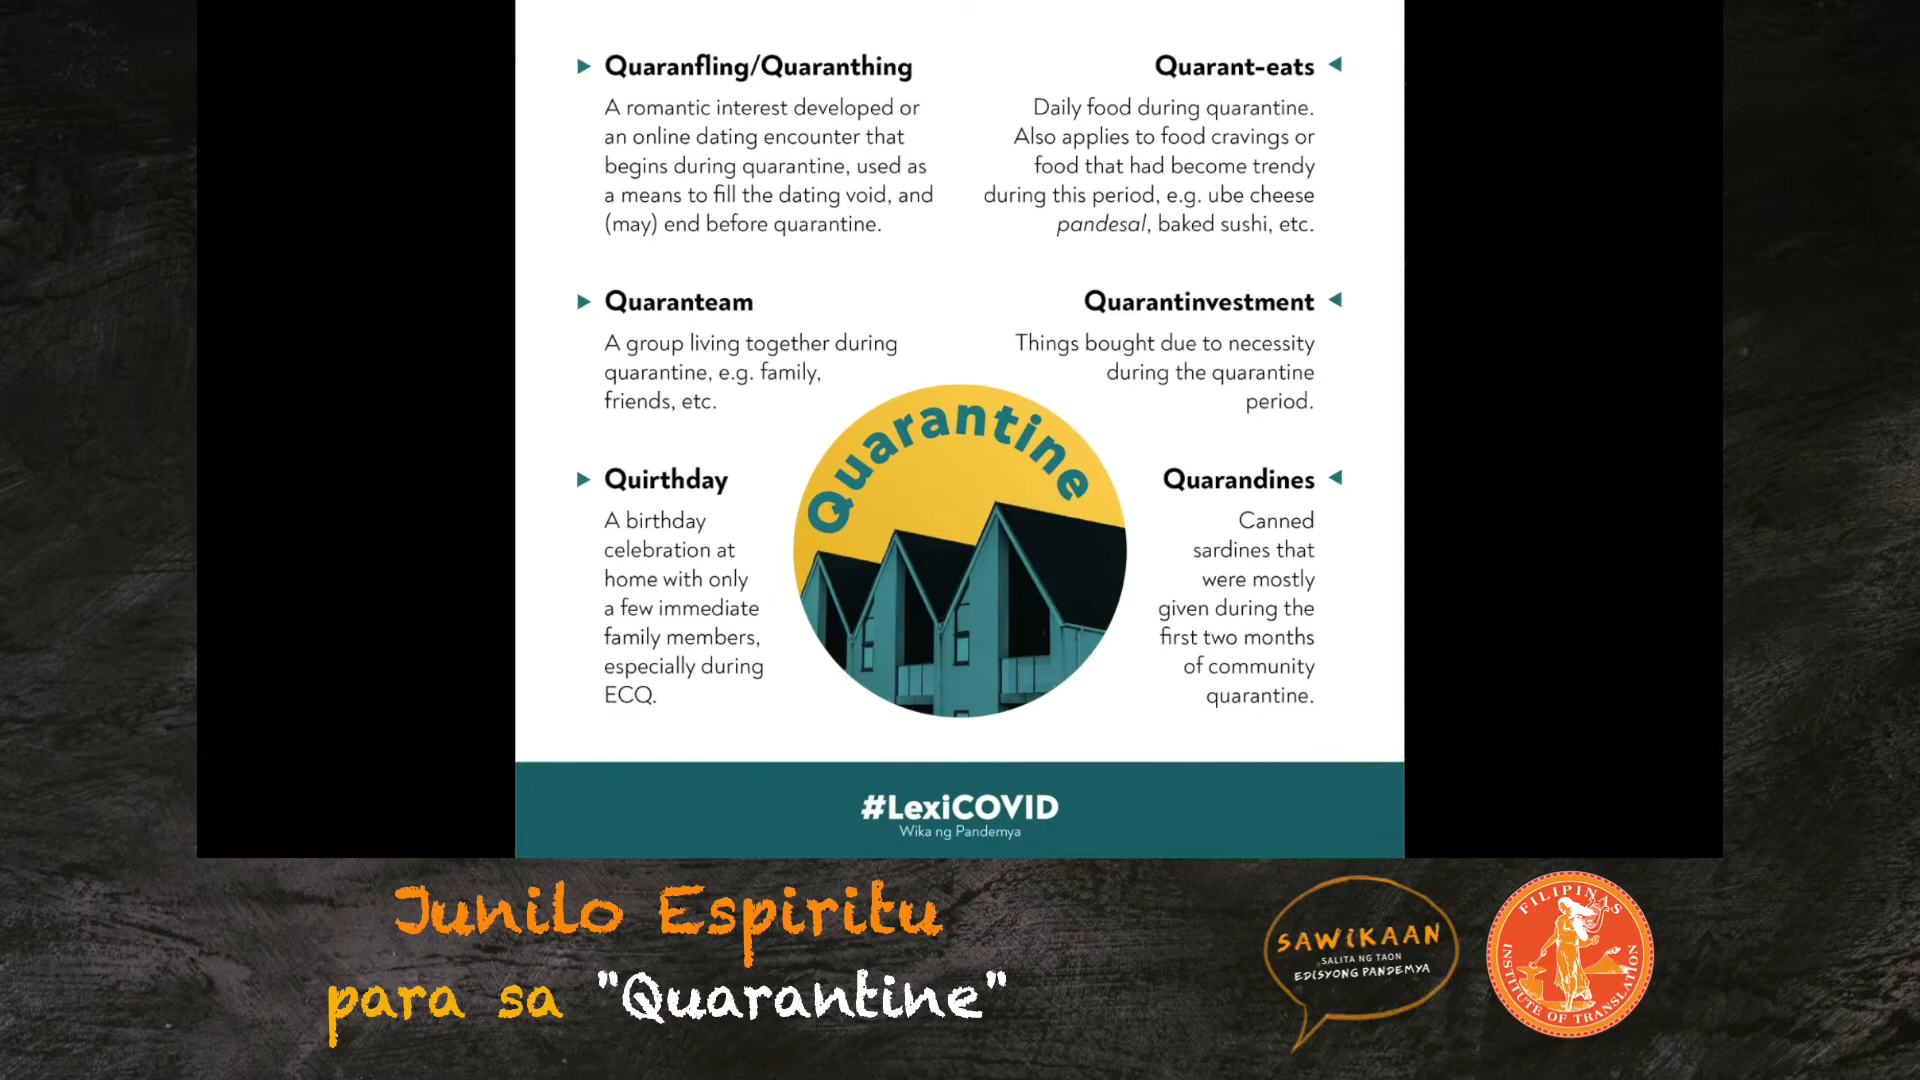 Quaranfling/Quaranthing
A romantic interest developed or
an online dating encounter that
begins during quarantine, used as
a means to fill the dating void, and
(may) end before quarantine.
Quarant-eats
Daily food during quarantine.
Also applies to food cravings or
food that had become trendy
during this period, e.g. ube cheese
pandesal, baked sushi, etc.
Quaranteam
A group living together during
quarantine, e.g. family,
friends, etc.
Quarantinvestment
Things bought due to necessity
during the quarantine
period.
Quirthday
A birthday
celebration at
home with only
a few immediate
family members,
especially during
ECQ.
Quarantine
Quarandines
Canned
sardines that
were mostly
given during the
first two months
of community
quarantine.
#LexiCOVID
Wika ng Pandemya
Junilo Espiritu
para sa "Quarantine"
SAWiKAAN
SALITA NG TAON
EDISYONG PANDEMYA
FILIPINAS
INSTITUTE OF TRANSLATION